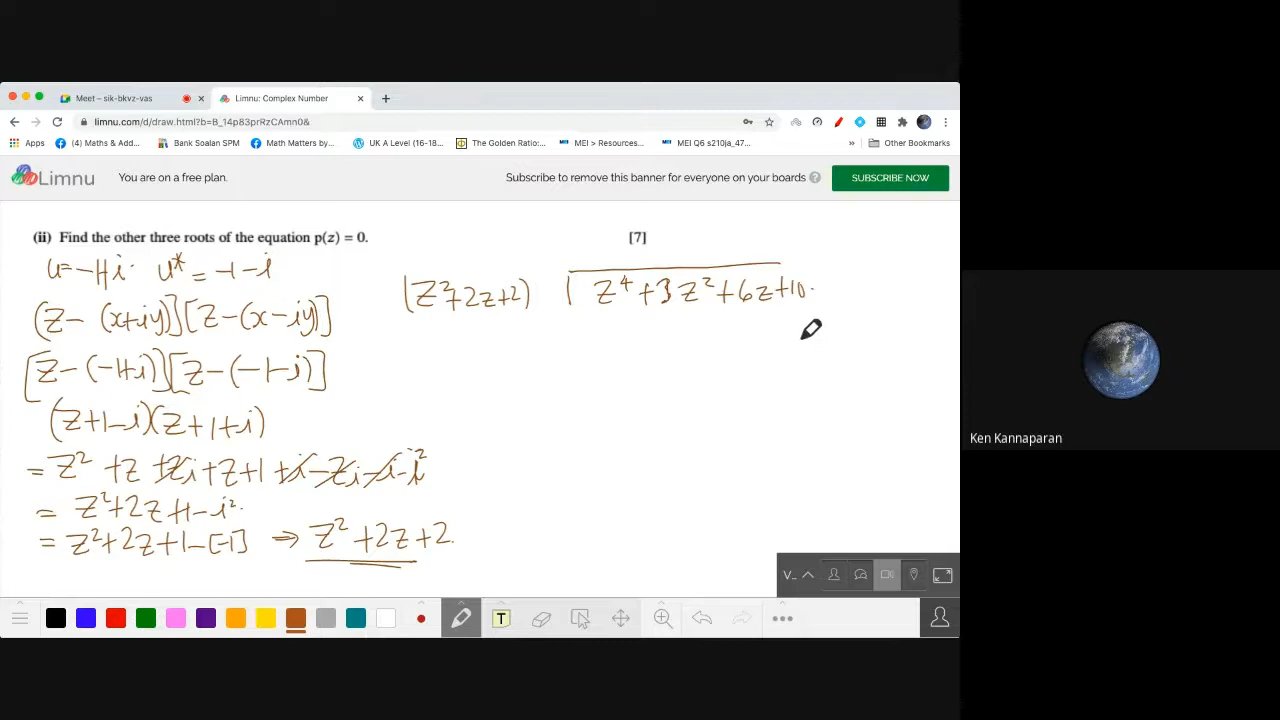 Meet – sik-bkvz-vas
Limnu: Complex Number
limnu.com/d/draw.html?b=B_14p83prRzCAmn0&
Apps
(4) Maths & Add...
Bank Soalan SPM
Math Matters by...
UK A Level (16-18...
The Golden Ratio:...
MEI > Resources...
MEI Q6 s210ja_47...
»
Other Bookmarks
Limnu
You are on a free plan.
Subscribe to remove this banner for everyone on your boards
SUBSCRIBE NOW
(ii) Find the other three roots of the equation p(z) = 0. [7]
u = -1+i. u* = -1-i
(z - (x+iy)][z - (x-iy)]
[z - (-1+i)][z - (-1-i)]
(z+1-i)(z+1+i)
= z² + z + zi + z + 1 + i - zi - i - i²
= z² + 2z + 1 - i².
= z² + 2z + 1 - [-1] ⇒ z² + 2z + 2.
(z²+2z+2)
z⁴ + 3z² + 6z + 10.
V...
Ken Kannaparan
T